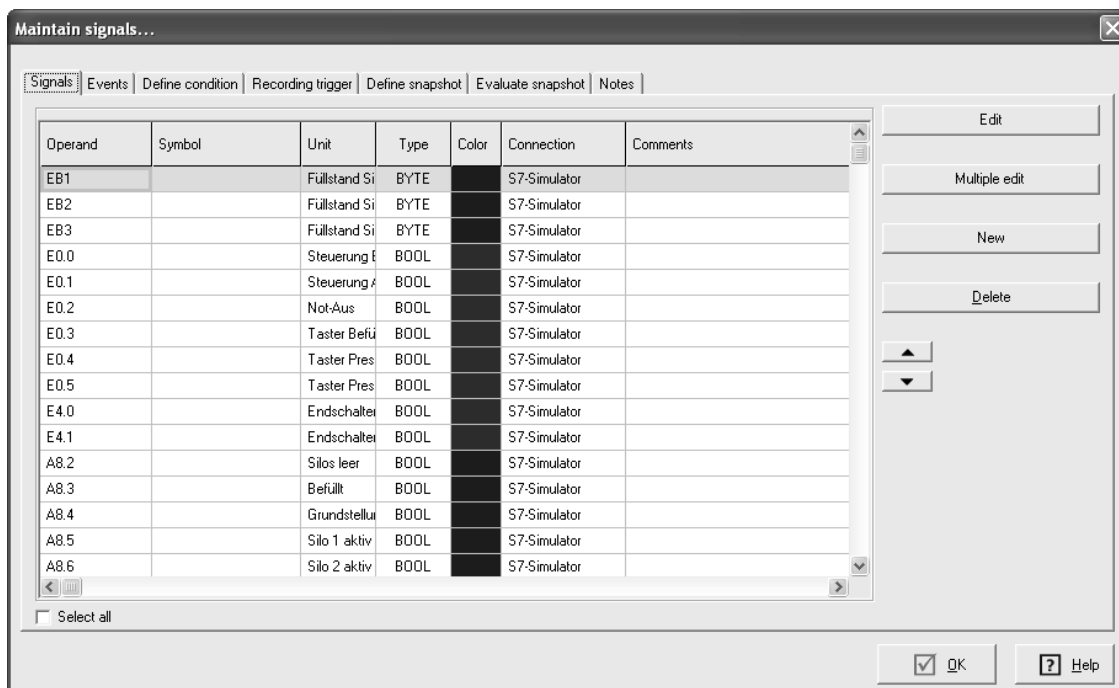 Maintain signals...
Signals Events Define condition Recording trigger Define snapshot Evaluate snapshot Notes
Operand Symbol Unit Type Color Connection Comments
EB1 Füllstand Si BYTE S7-Simulator
EB2 Füllstand Si BYTE S7-Simulator
EB3 Füllstand Si BYTE S7-Simulator
E0.0 Steuerung BOOL S7-Simulator
E0.1 Steuerung BOOL S7-Simulator
E0.2 Not-Aus BOOL S7-Simulator
E0.3 Taster Befü BOOL S7-Simulator
E0.4 Taster Pres BOOL S7-Simulator
E0.5 Taster Pres BOOL S7-Simulator
E4.0 Endschalter BOOL S7-Simulator
E4.1 Endschalter BOOL S7-Simulator
A8.2 Silos leer BOOL S7-Simulator
A8.3 Befüllt BOOL S7-Simulator
A8.4 Grundstellu BOOL S7-Simulator
A8.5 Silo 1 aktiv BOOL S7-Simulator
A8.6 Silo 2 aktiv BOOL S7-Simulator
Select all
Edit
Multiple edit
New
Delete
OK Help